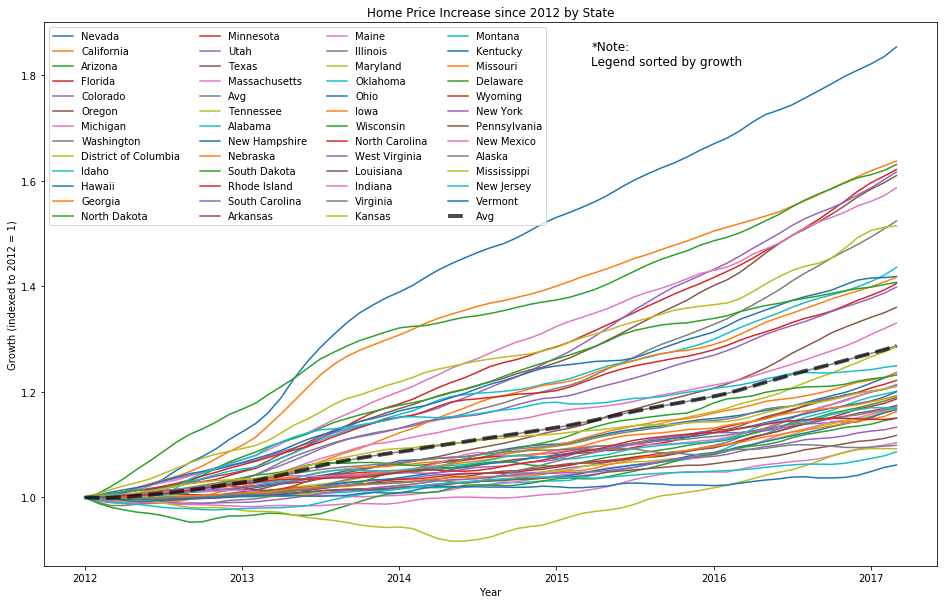 Home Price Increase since 2012 by State
*Note:
Legend sorted by growth
Nevada
California
Arizona
Florida
Colorado
Oregon
Michigan
Washington
District of Columbia
Idaho
Hawaii
Georgia
North Dakota
Minnesota
Utah
Texas
Massachusetts
Avg
Tennessee
Alabama
New Hampshire
Nebraska
South Dakota
Rhode Island
South Carolina
Arkansas
Maine
Illinois
Maryland
Oklahoma
Ohio
Iowa
Wisconsin
North Carolina
West Virginia
Louisiana
Indiana
Virginia
Kansas
Montana
Kentucky
Missouri
Delaware
Wyoming
New York
Pennsylvania
New Mexico
Alaska
Mississippi
New Jersey
Vermont
Avg
Growth (indexed to 2012 = 1)
1.8
1.6
1.4
1.2
1.0
2012 2013 2014 2015 2016 2017
Year